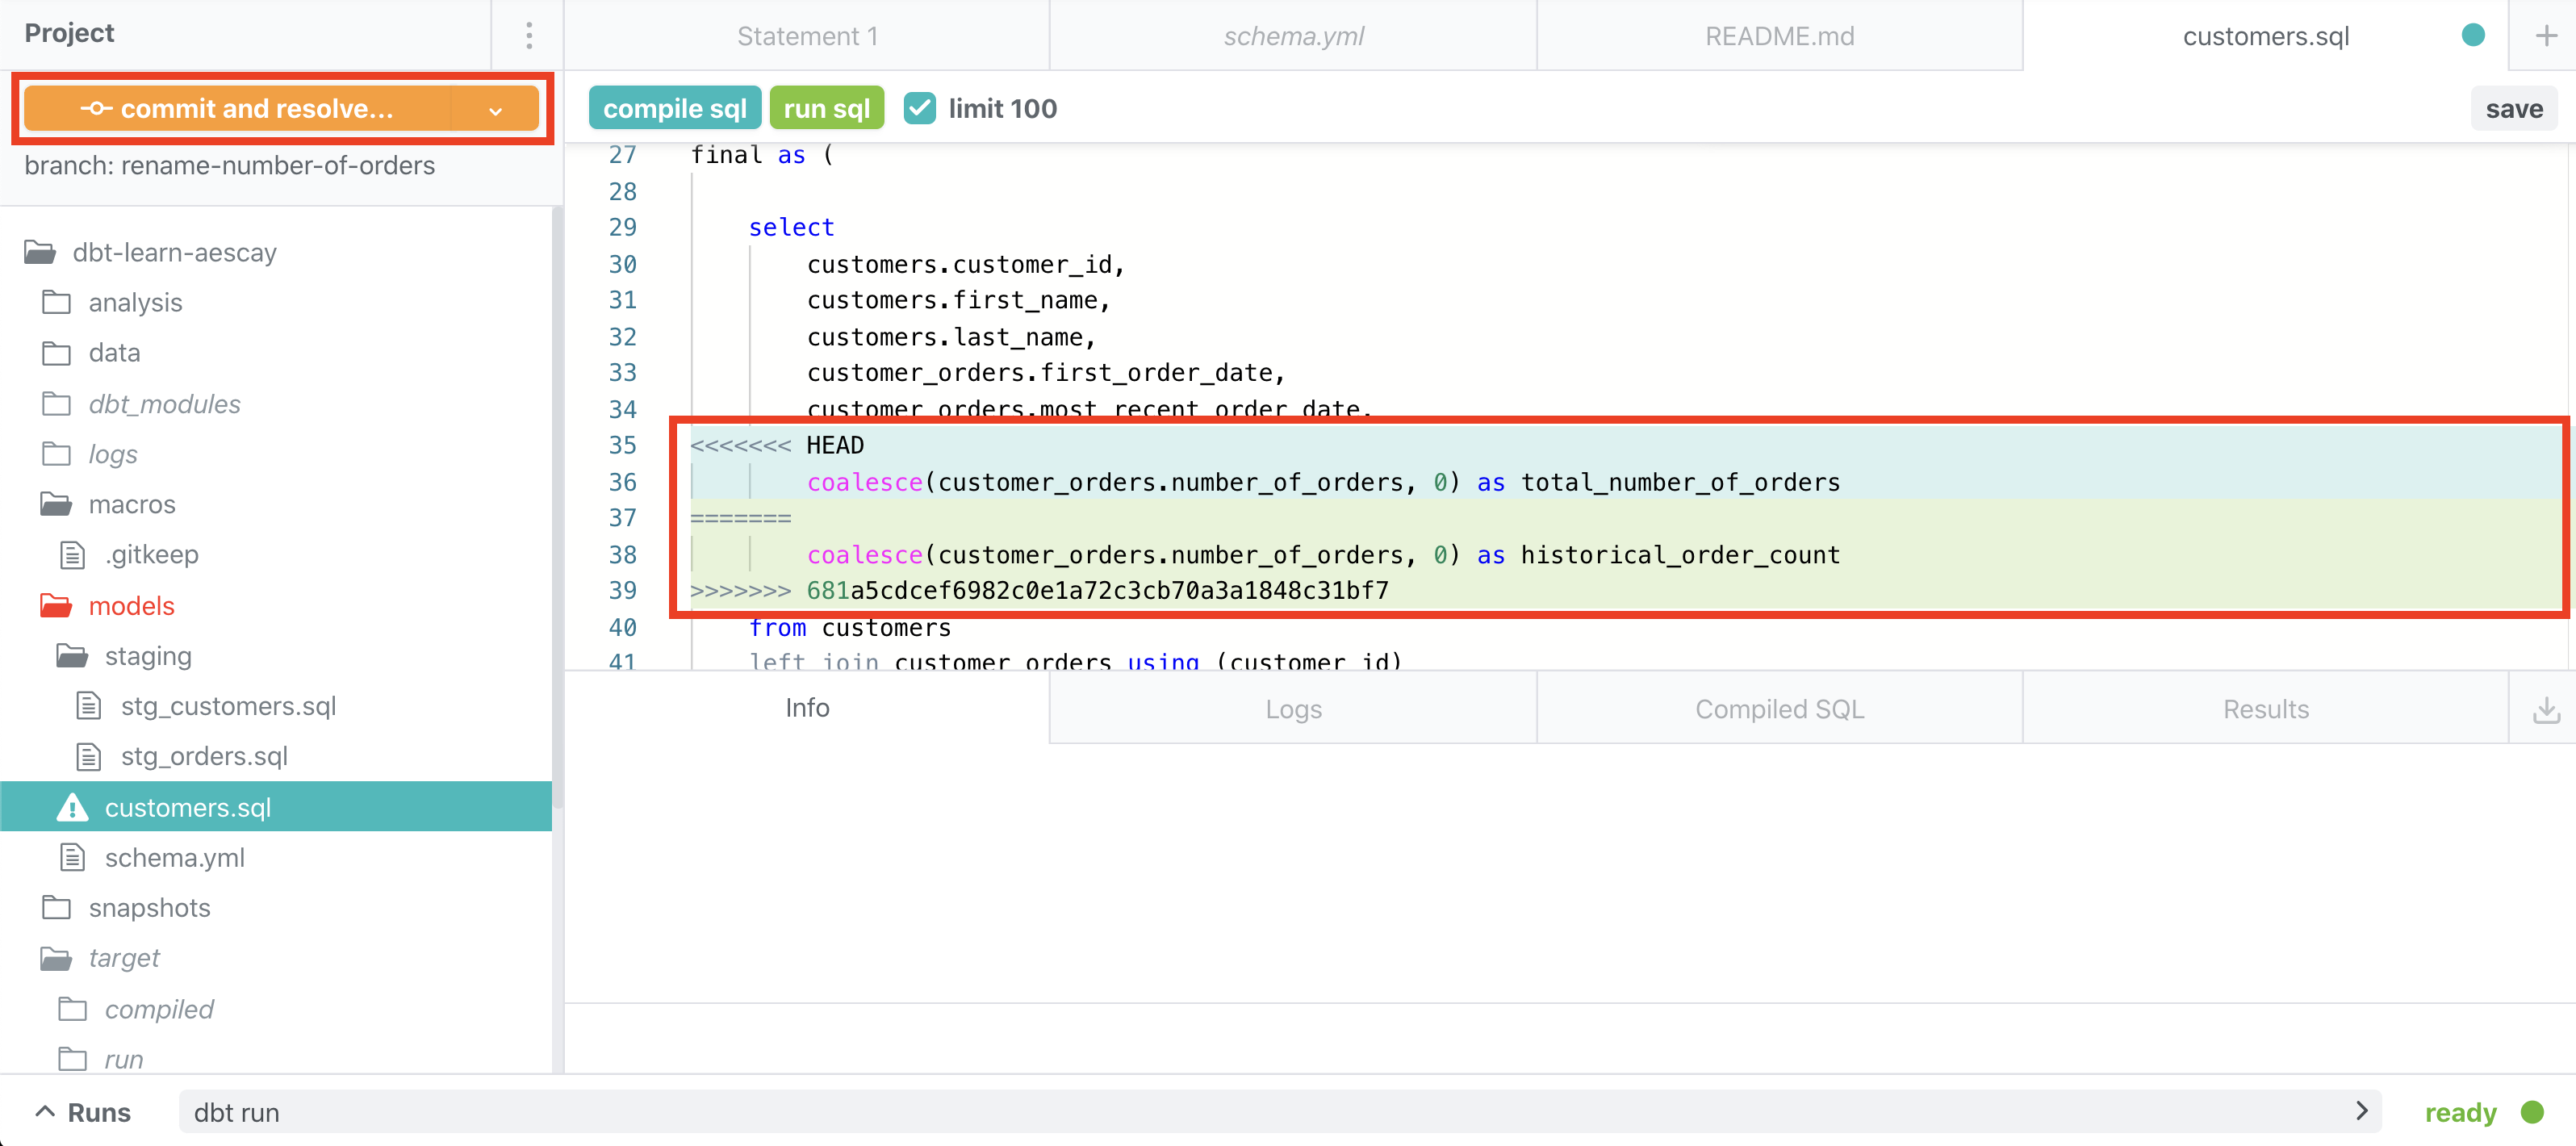 Project
commit and resolve...
branch: rename-number-of-orders
dbt-learn-aescay
analysis
data
dbt_modules
logs
macros
.gitkeep
models
staging
stg_customers.sql
stg_orders.sql
customers.sql
schema.yml
snapshots
target
compiled
run
Statement 1
schema.yml
README.md
customers.sql
compile sql
run sql
limit 100
save
27 final as (
28
29 select
30 customers.customer_id,
31 customers.first_name,
32 customers.last_name,
33 customer_orders.first_order_date,
34 customer_orders.most_recent_order_date,
35 <<<<<<< HEAD
36 coalesce(customer_orders.number_of_orders, 0) as total_number_of_orders
37 =======
38 coalesce(customer_orders.number_of_orders, 0) as historical_order_count
39 >>>>>>> 681a5cdcef6982c0e1a72c3cb70a3a1848c31bf7
40 from customers
41 left join customer_orders using (customer_id)
Info
Logs
Compiled SQL
Results
Runs
dbt run
ready